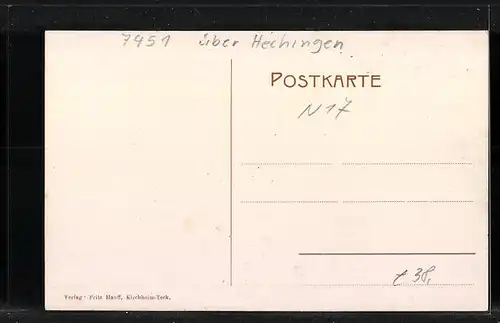 7451 über Hechingen
POSTKARTE
N17
€ 38,
Verlag: Fritz Hauff, Kirchheim-Teck.